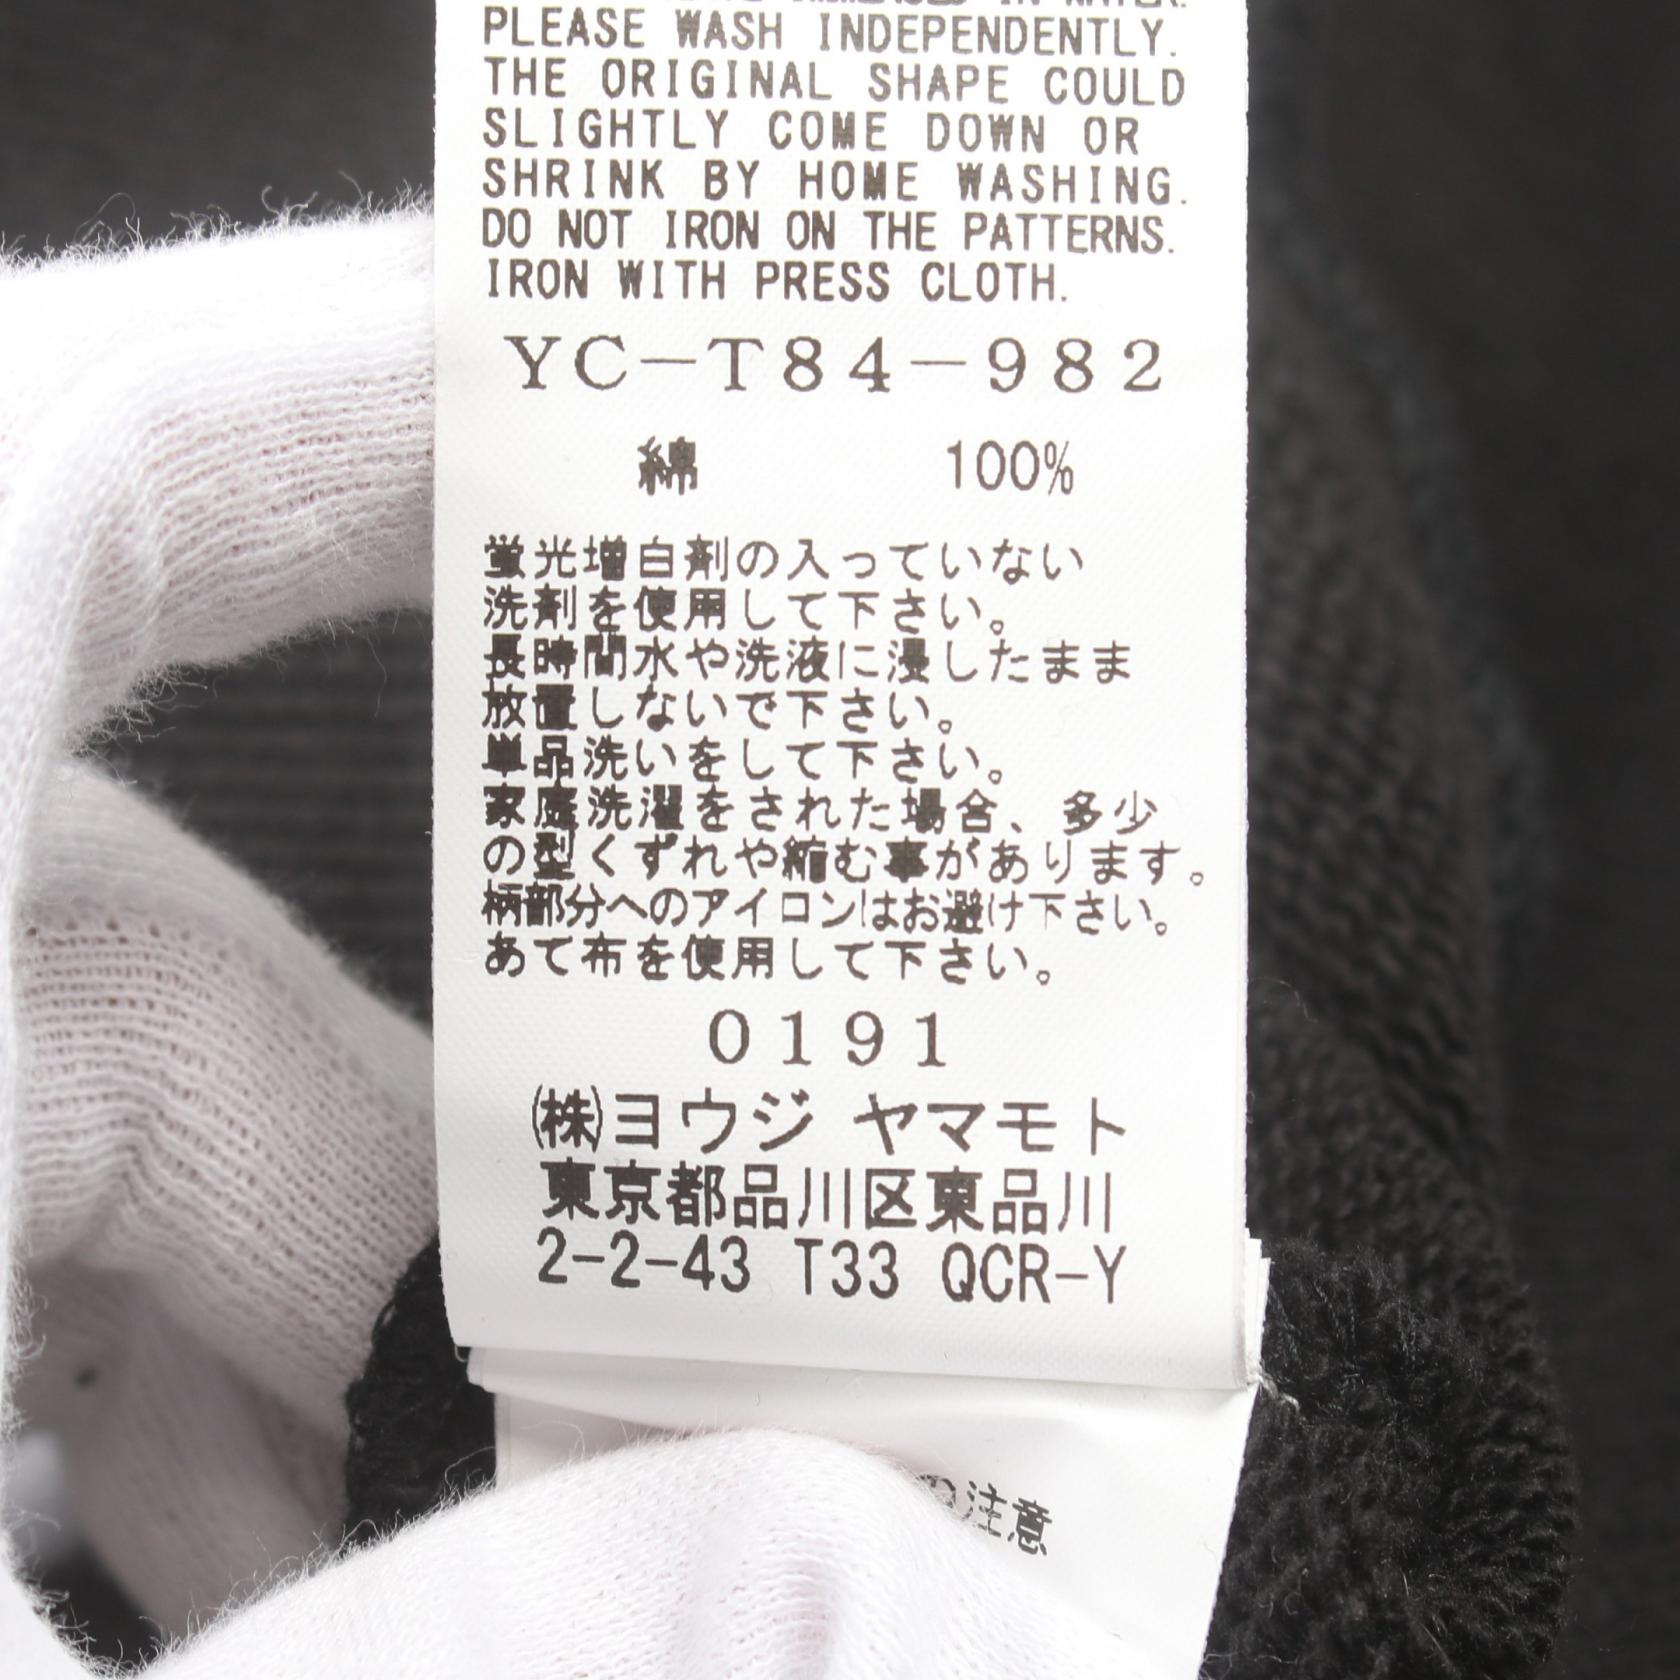 IN WATER.
PLEASE WASH INDEPENDENTLY.
THE ORIGINAL SHAPE COULD
SLIGHTLY COME DOWN OR
SHRINK BY HOME WASHING.
DO NOT IRON ON THE PATTERNS.
IRON WITH PRESS CLOTH.
YC-T84-982
綿 100%
蛍光増白剤の入っていない
洗剤を使用して下さい。
長時間水や洗液に浸したまま
放置しないで下さい。
単品洗いをして下さい。
家庭洗濯をされた場合、多少
の型くずれや縮む事があります。
柄部分へのアイロンはお避け下さい。
あて布を使用して下さい。
0191
㈱ヨウジ ヤマモト
東京都品川区東品川
2-2-43 T33 QCR-Y
の注意